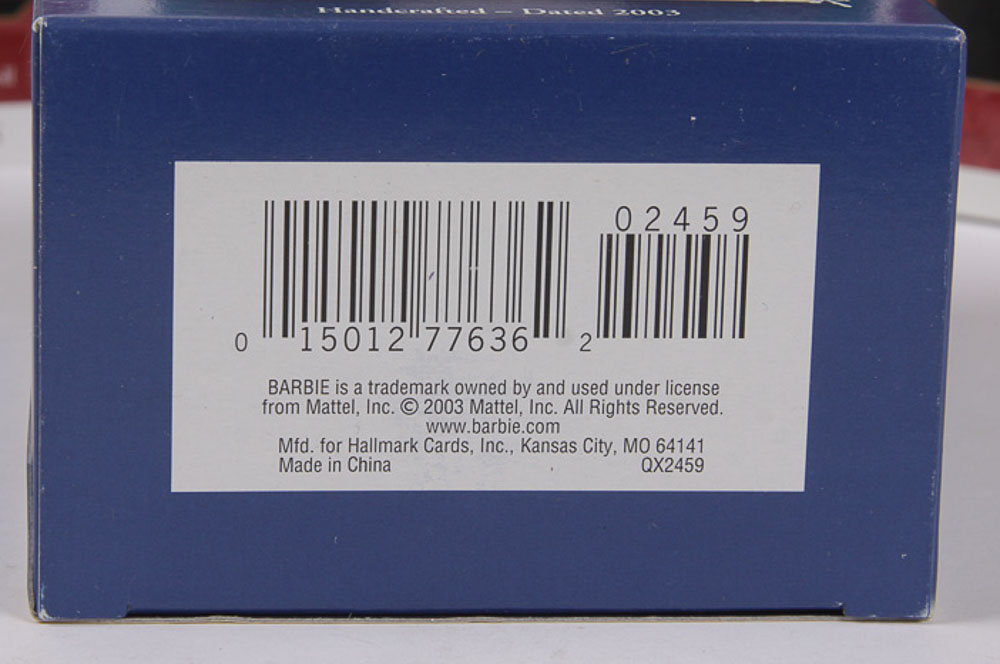 Handcrafted – Dated 2003
02459
0 15012 77636 2
BARBIE is a trademark owned by and used under license
from Mattel, Inc. © 2003 Mattel, Inc. All Rights Reserved.
www.barbie.com
Mfd. for Hallmark Cards, Inc., Kansas City, MO 64141
Made in China QX2459